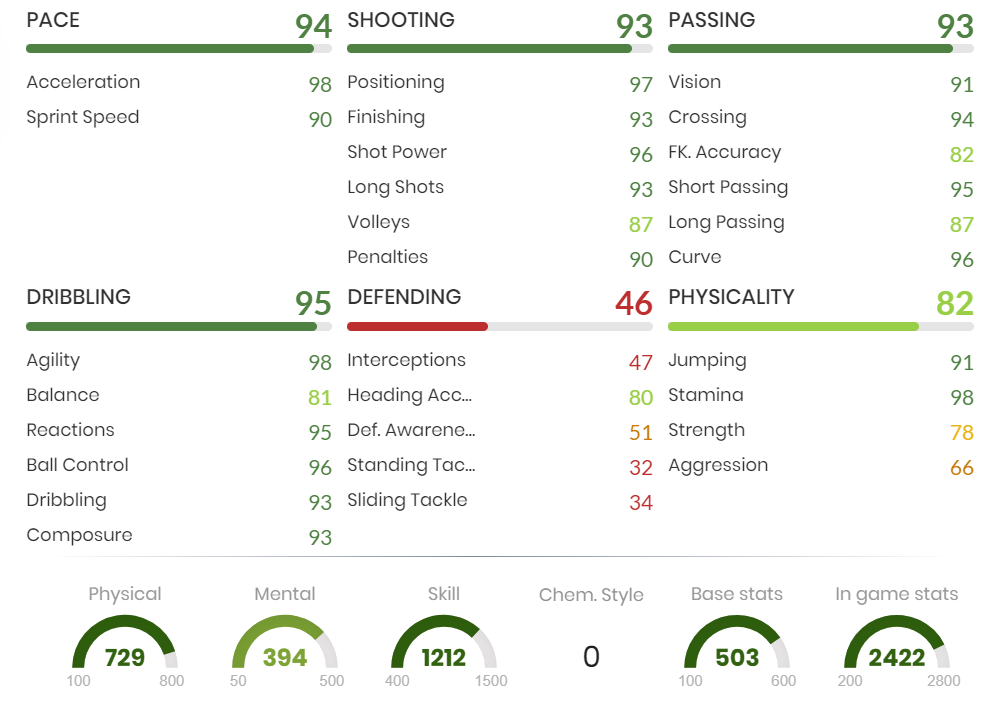 PACE 94
Acceleration 98
Sprint Speed 90
SHOOTING 93
Positioning 97
Finishing 93
Shot Power 96
Long Shots 93
Volleys 87
Penalties 90
PASSING 93
Vision 91
Crossing 94
FK. Accuracy 82
Short Passing 95
Long Passing 87
Curve 96
DRIBBLING 95
Agility 98
Balance 81
Reactions 95
Ball Control 96
Dribbling 93
Composure 93
DEFENDING 46
Interceptions 47
Heading Acc... 80
Def. Awarene... 51
Standing Tac... 32
Sliding Tackle 34
PHYSICALITY 82
Jumping 91
Stamina 98
Strength 78
Aggression 66
Physical
729
100 800
Mental
394
50 500
Skill
1212
400 1500
Chem. Style
0
Base stats
503
100 600
In game stats
2422
200 2800